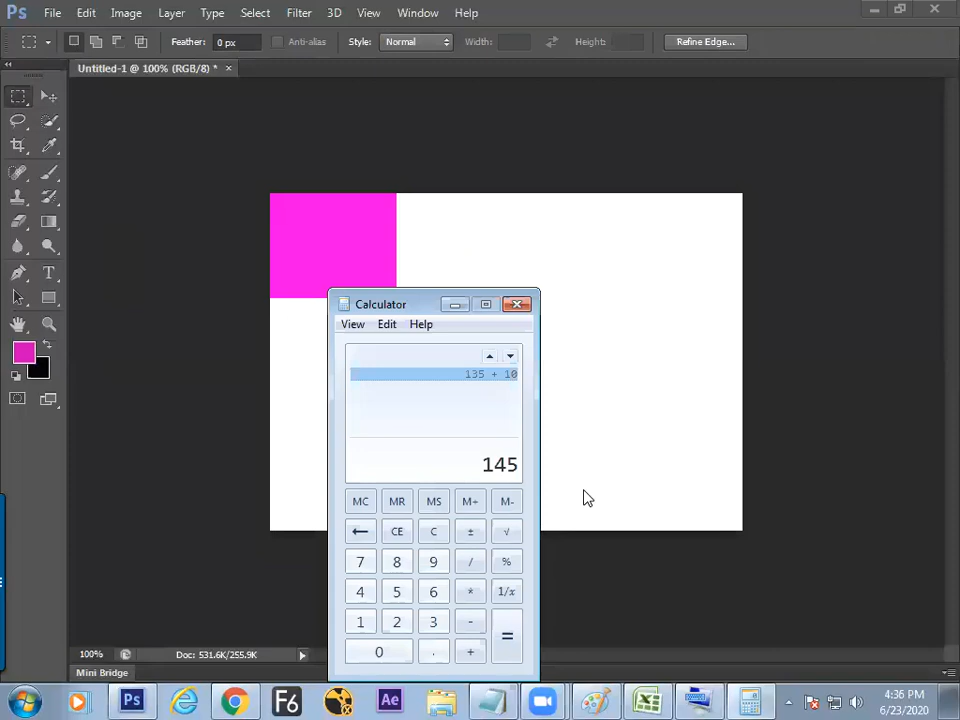 Ps File Edit Image Layer Type Select Filter 3D View Window Help
Feather: 0 px Anti-alias Style: Normal Width: Height: Refine Edge...
Untitled-1 @ 100% (RGB/8) * ×
T
Calculator
View Edit Help
135 + 10
145
MC MR MS M+ M-
← CE C ± √
7 8 9 / %
4 5 6 * 1/x
1 2 3 - =
0 . +
100% Doc: 531.6K/255.9K
Mini Bridge
Ps F6 Ae
4:36 PM
6/23/2020